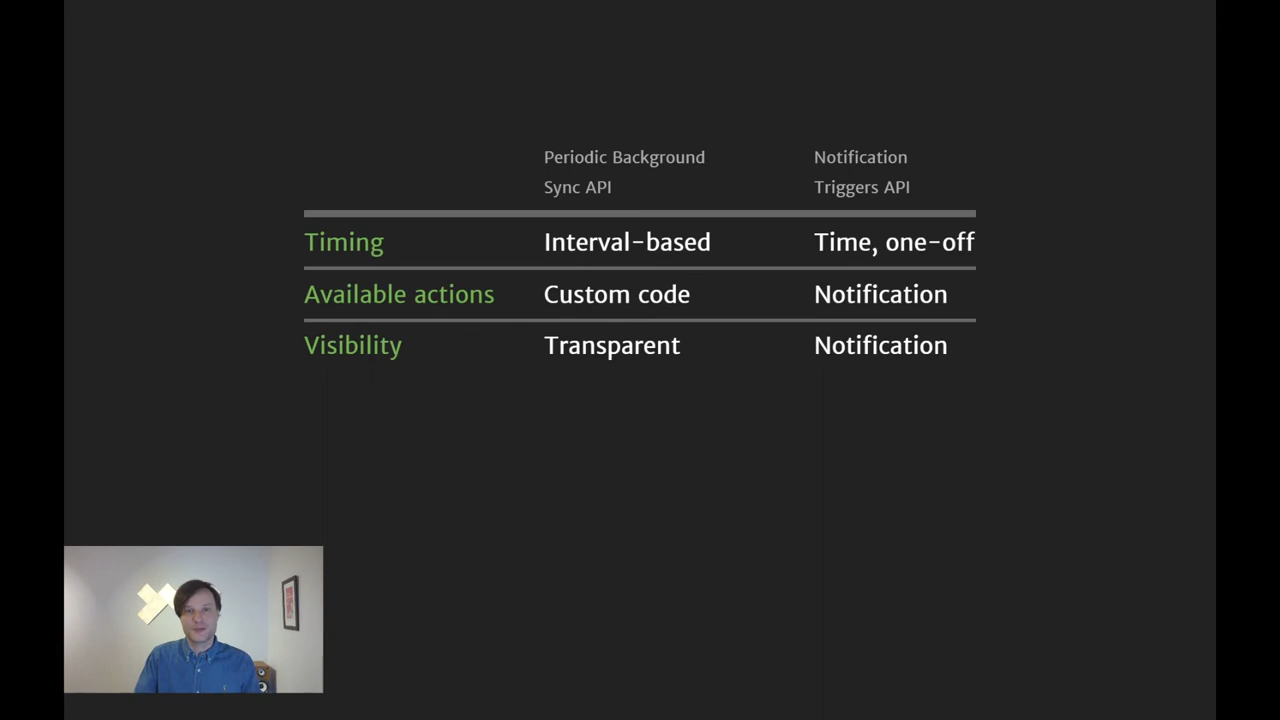 Periodic Background Notification
Sync API Triggers API
Timing Interval-based Time, one-off
Available actions Custom code Notification
Visibility Transparent Notification